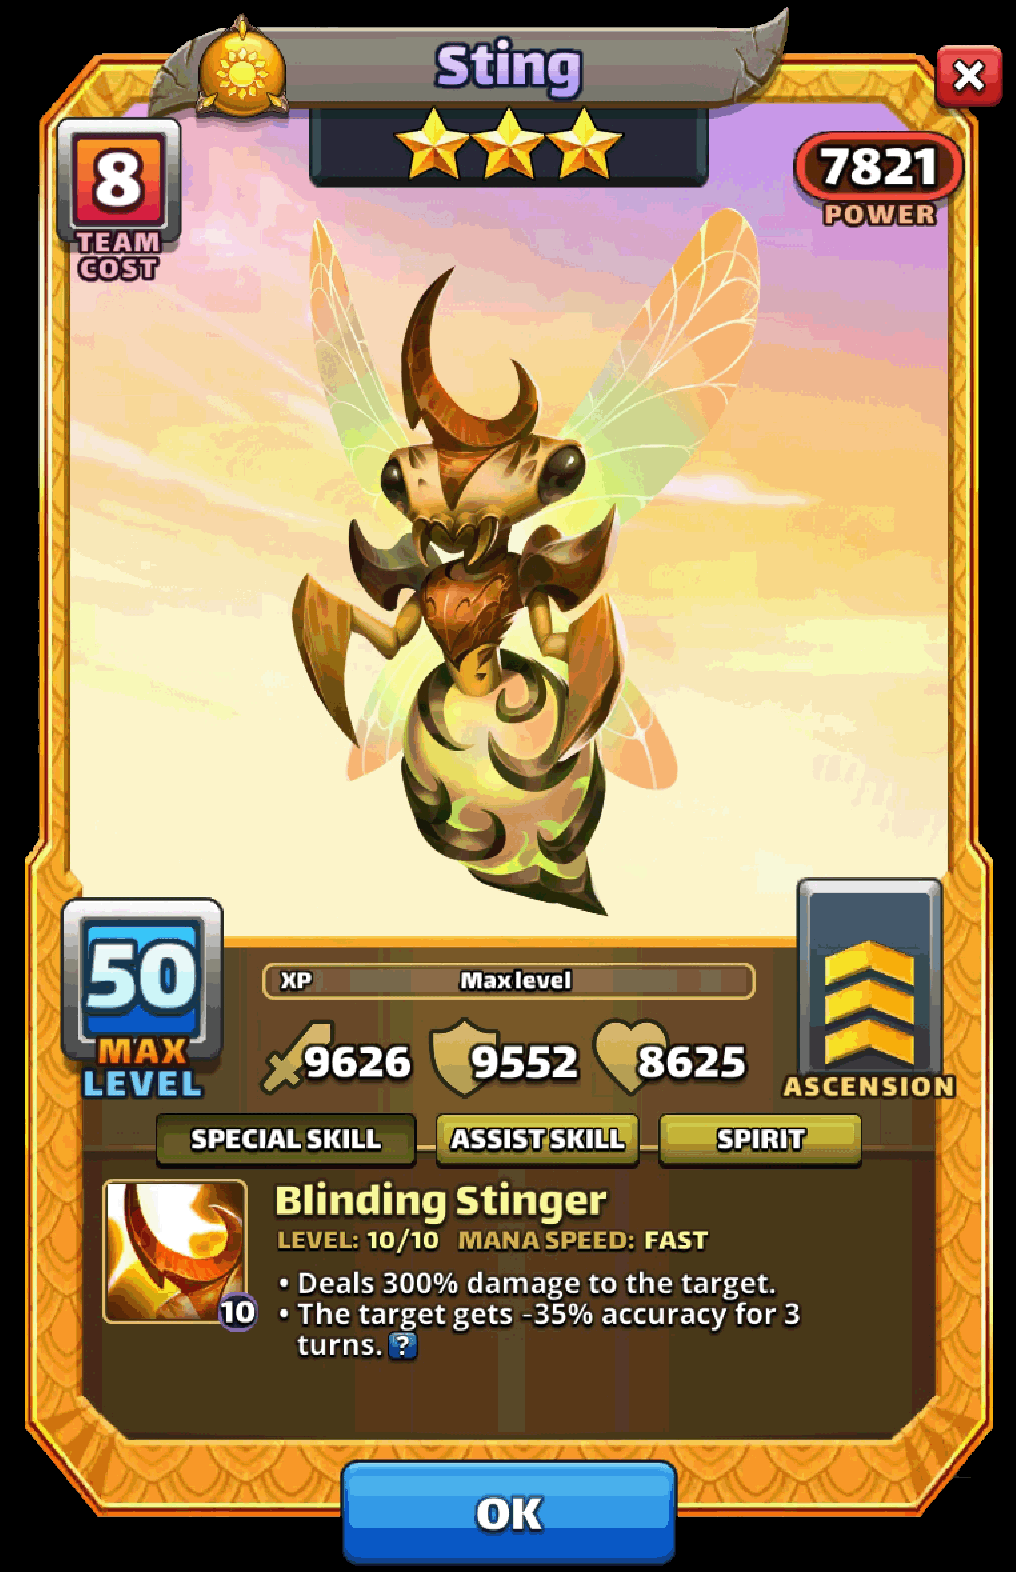 Sting
8
TEAM
COST
7821
POWER
50
MAX
LEVEL
XP Max level
9626 9552 8625
ASCENSION
SPECIAL SKILL ASSIST SKILL SPIRIT
Blinding Stinger
LEVEL: 10/10 MANA SPEED: FAST
10
• Deals 300% damage to the target.
• The target gets -35% accuracy for 3
turns. ?
OK